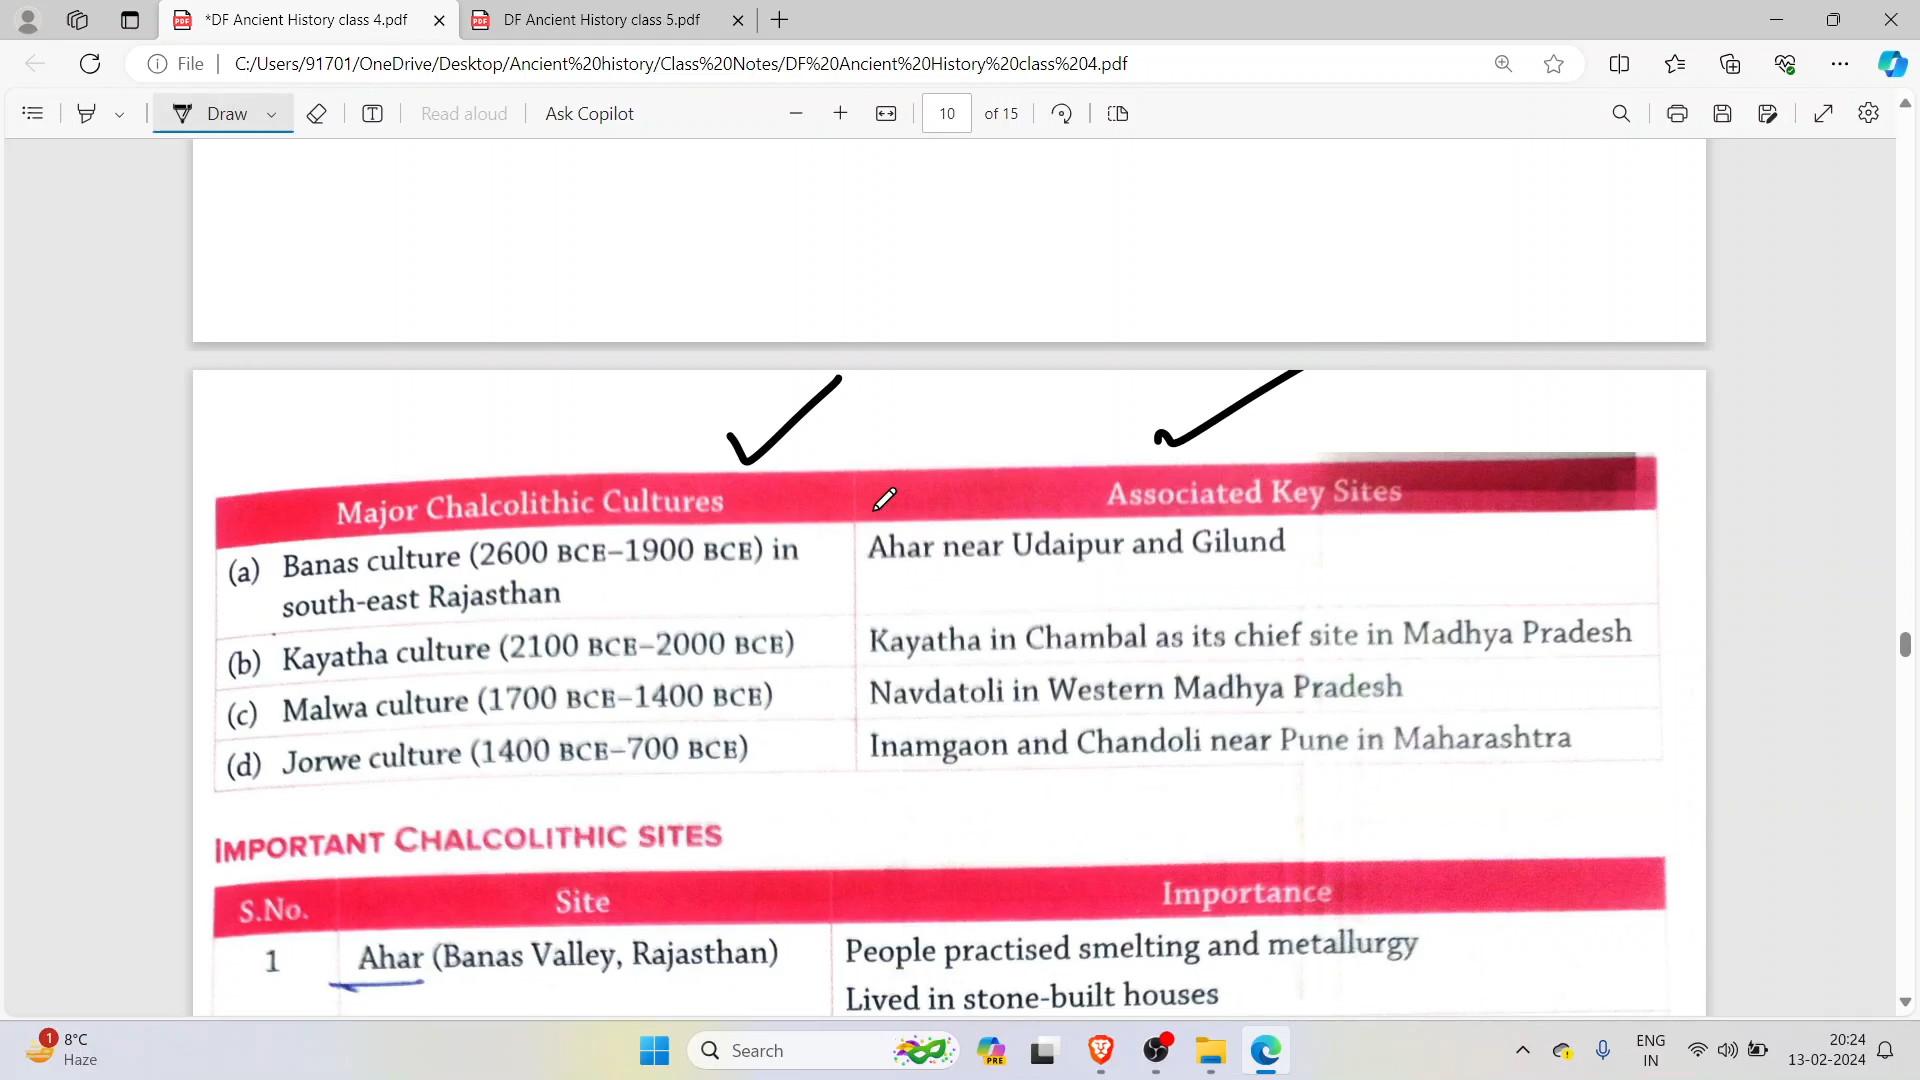 *DF Ancient History class 4.pdf
DF Ancient History class 5.pdf
File
C:/Users/91701/OneDrive/Desktop/Ancient%20history/Class%20Notes/DF%20Ancient%20History%20class%204.pdf
Draw
Read aloud
Ask Copilot
10 of 15
Major Chalcolithic Cultures
Associated Key Sites
(a) Banas culture (2600 BCE–1900 BCE) in south-east Rajasthan
Ahar near Udaipur and Gilund
(b) Kayatha culture (2100 BCE–2000 BCE)
Kayatha in Chambal as its chief site in Madhya Pradesh
(c) Malwa culture (1700 BCE–1400 BCE)
Navdatoli in Western Madhya Pradesh
(d) Jorwe culture (1400 BCE–700 BCE)
Inamgaon and Chandoli near Pune in Maharashtra
IMPORTANT CHALCOLITHIC SITES
S.No.
Site
Importance
1
Ahar (Banas Valley, Rajasthan)
People practised smelting and metallurgy
Lived in stone-built houses
1
8°C
Haze
Search
PRE
ENG
IN
20:24
13-02-2024